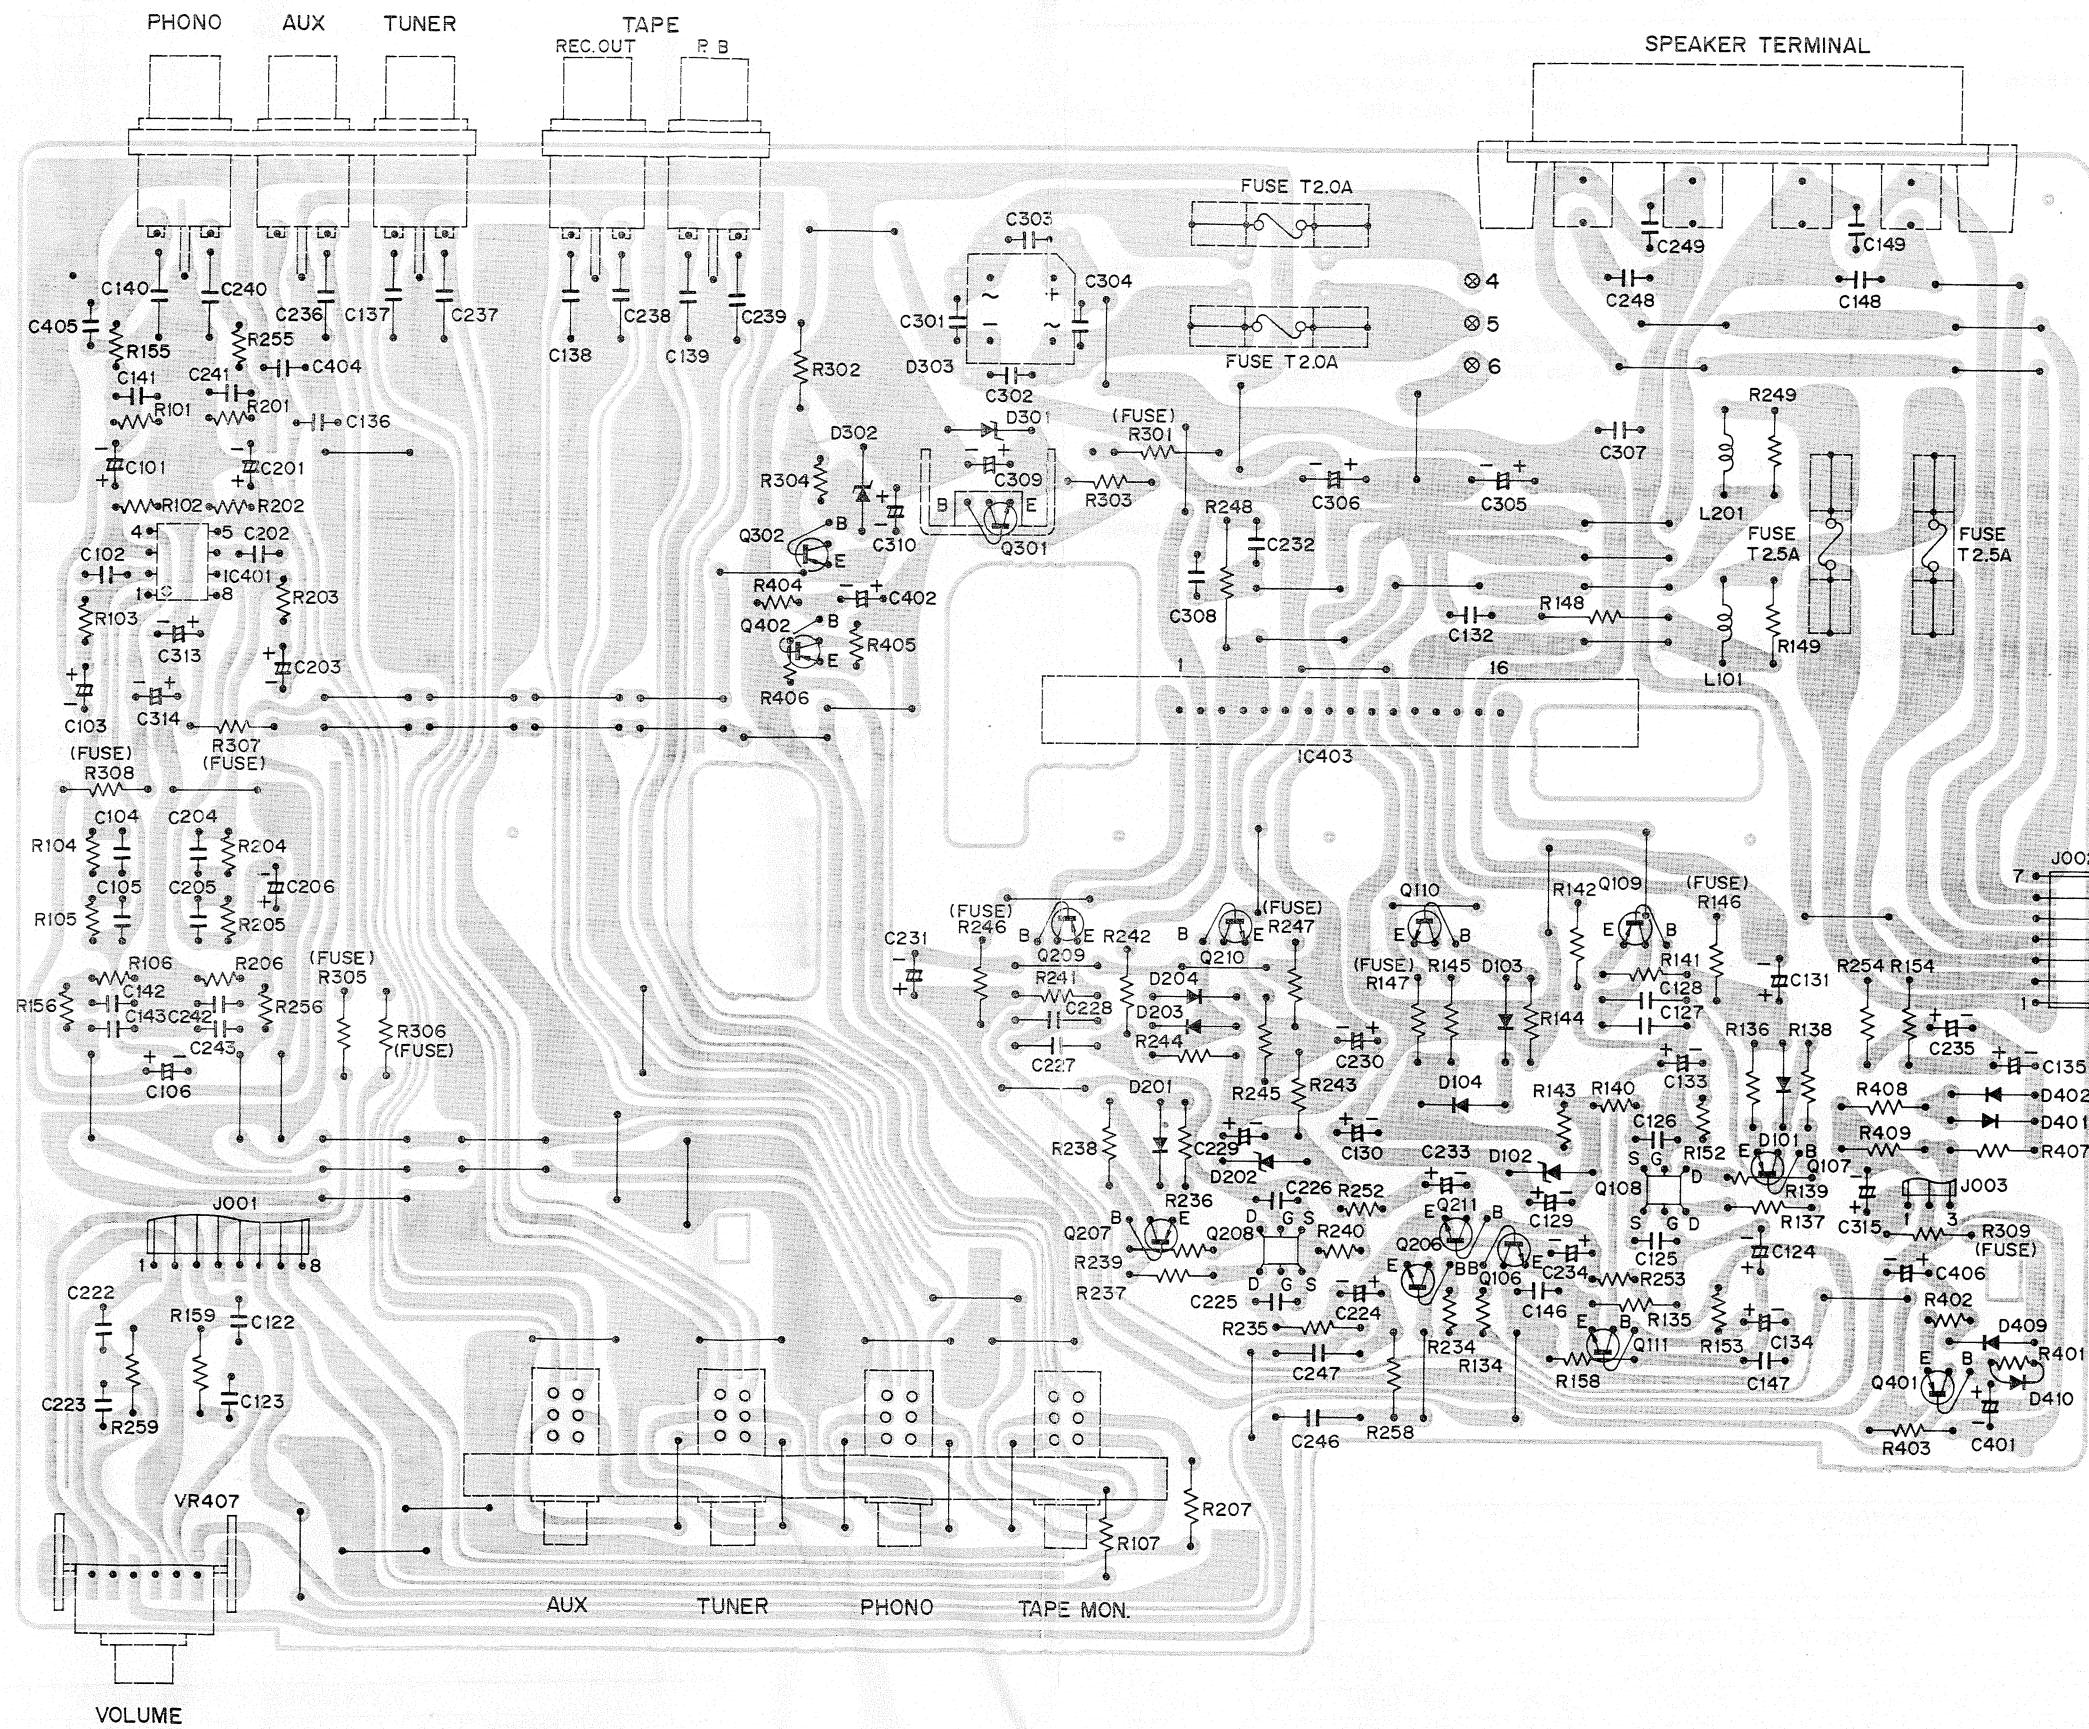 PHONO AUX TUNER TAPE
REC.OUT P.B
SPEAKER TERMINAL
FUSE T2.0A
C303
C249 C149
C140 C240 C304 4
C248 C148
C405 C236 C137 C237 C238 C239 C301 5
R155 R255
C138 C139 D303 FUSE T2.0A 6
C141 C241 C404 R302
C302
R101 R201 C136 D301 (FUSE) R249
D302 R301
C307
C101 C201
R304 C309 R303
R102 R202 B E C306 C305
R248 L201
4 5 C202 Q302 B C310 Q301 FUSE FUSE
C102 E C232 T2.5A T2.5A
IC401
1 8 R404 C402
R203 C308 R148
R103 Q402 B C132
C313 R405 R149
E 1 16
C203 L101
C314 R406
C103
R307 IC403
(FUSE) (FUSE)
R308
C104 C204
R104 R204
J002
7
C105 C205 C206 Q110 R142 Q109 (FUSE)
R146
R105 R205 (FUSE) (FUSE)
R246 R247
C231 B E R242 B E E B E B
Q209 Q210
R106 R206 (FUSE) (FUSE) R145 D103 R141 R254 R154
R305 R241 D204 R147 C131
C142 C128
R156 C143 C242 R256 C228 D203 R144 C127 1
R306 R244 R136 R138
(FUSE) C230 C235
C243 C227
C106 C133 C135
D201 R245 R243 D104 R143 R140 R408 D402
C126
R238 C229 C130 R152 D101 R409 D401
D202 C233 D102 S G D E B R407
Q107
J001 R236 C226 R252 Q108 R139 J003
B E D G S E Q211 B C129 S G D R137 C315 1 3 R309
Q207 Q208 R240 (FUSE)
R239 Q206 C125 C124
1 8 D G S E B B Q106 E C234 R253 C406
R237 C225 C224 C146
C222 R159 C122 R402
R235 R135 D409
R234 R134 E B Q111 R153 C134 R401
C247 E B
C223 C123 R158 C147 Q401 D410
R259 C246 R258 R403 C401
VR407
R207
R107
AUX TUNER PHONO TAPE MON.
VOLUME